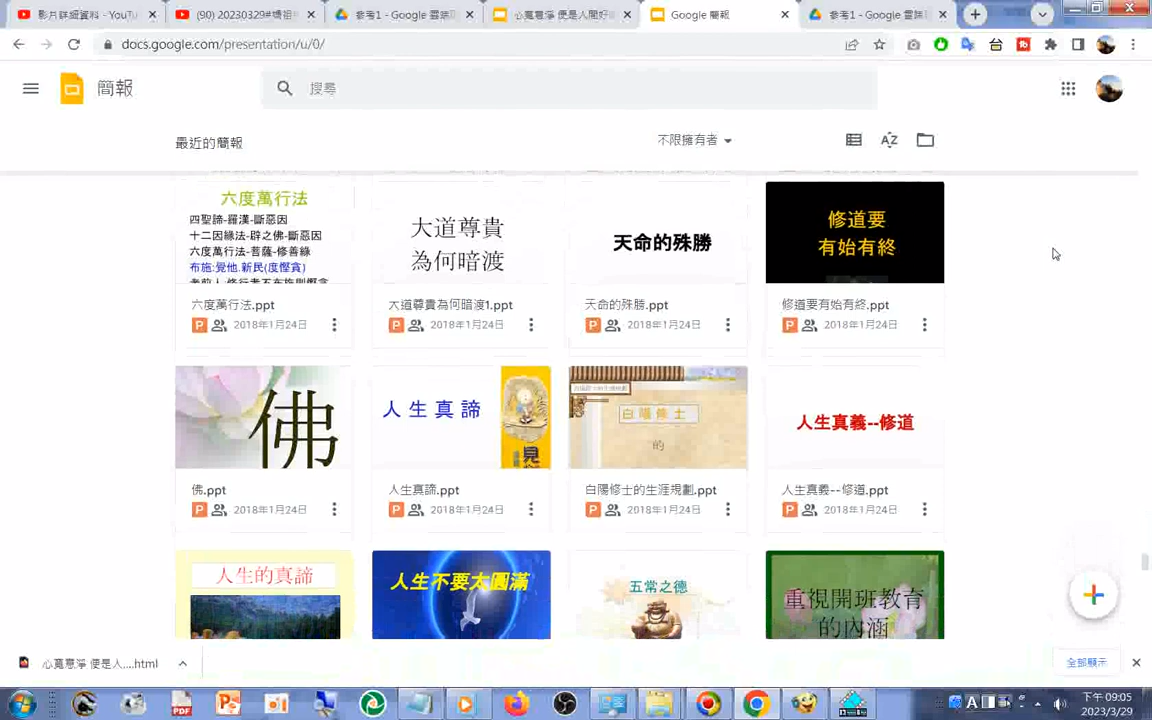 影片詳細資料 - YouTu
(90) 20230329#媽祖
參考1 - Google 雲端
心寬意淨 便是人間好
Google 簡報
參考1 - Google 雲端
docs.google.com/presentation/u/0/
簡報
搜尋
最近的簡報
不限擁有者
六度萬行法
四聖諦-羅漢-斷惡因
十二因緣法-辟之佛-斷惡因
六度萬行法-菩薩-修善緣
布施:覺他.新民(度慳貪)
大道尊貴
為何暗渡
天命的殊勝
修道要
有始有終
六度萬行法.ppt
大道尊貴為何暗渡1.ppt
天命的殊勝.ppt
修道要有始有終.ppt
2018年1月24日
2018年1月24日
2018年1月24日
2018年1月24日
佛
人生真諦
白陽修士
的
人生真義--修道
佛.ppt
人生真諦.ppt
白陽修士的生涯規劃.ppt
人生真義--修道.ppt
2018年1月24日
2018年1月24日
2018年1月24日
2018年1月24日
人生的真諦
人生不要太圓滿
五常之德
重視開班教育
的內涵
心寬意淨 便是人....html
全部顯示
下午 09:05
2023/3/29